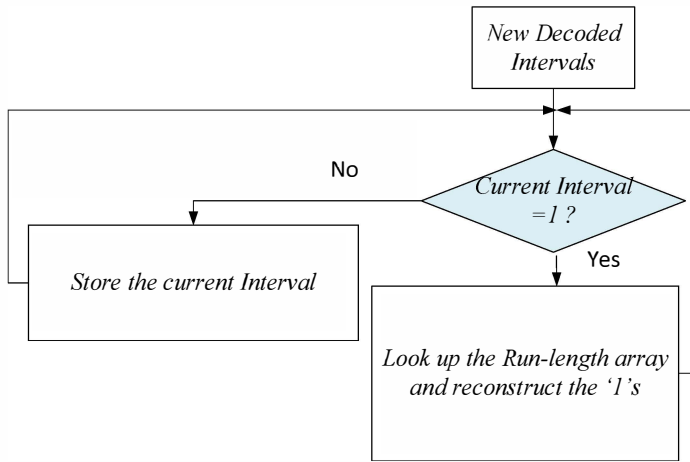 New Decoded
Intervals
No
Current Interval
=1 ?
Yes
Store the current Interval
Look up the Run-length array
and reconstruct the ‘1’s